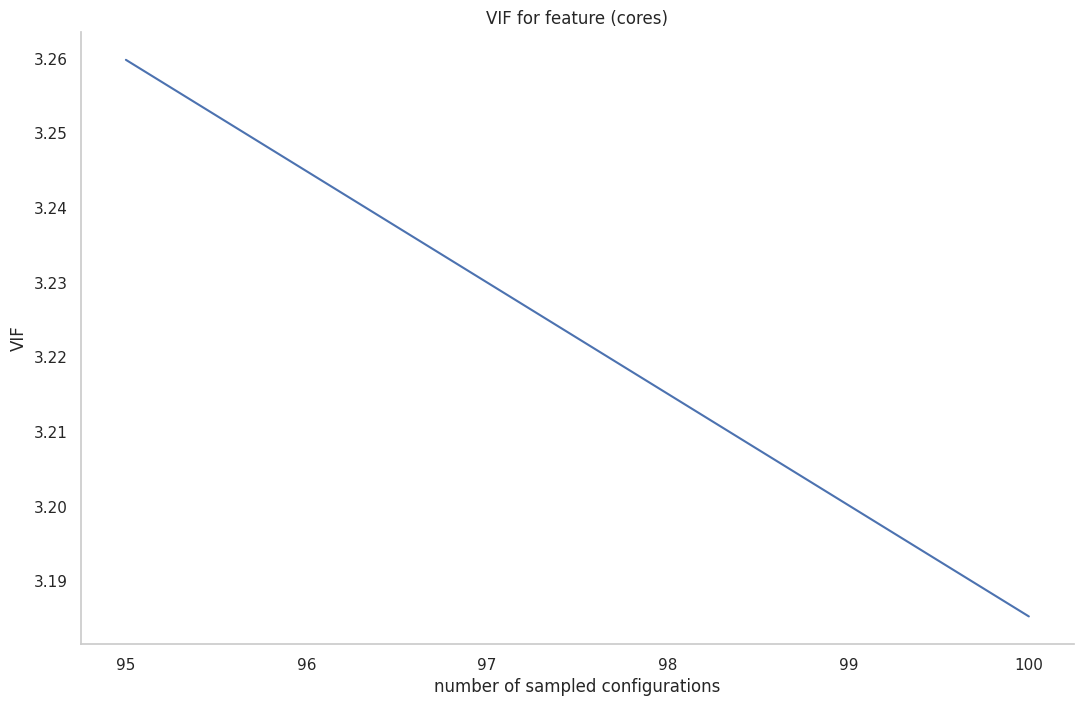 VIF for feature (cores)
3.26
3.25
3.24
3.23
3.22
3.21
3.20
3.19
VIF
95 96 97 98 99 100
number of sampled configurations